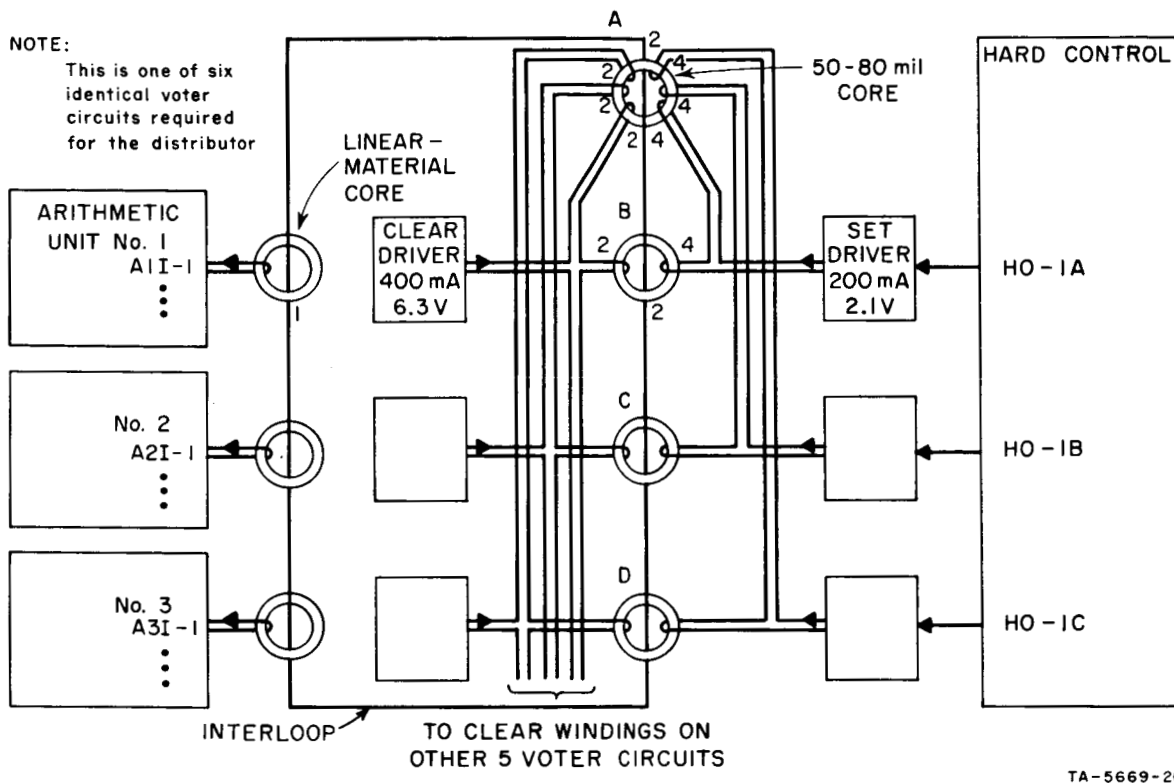 NOTE:
This is one of six
identical voter
circuits required
for the distributor
LINEAR-
MATERIAL
CORE
A
2
2
4
2
4
2
4
50-80 mil
CORE
HARD CONTROL
ARITHMETIC
UNIT No. 1
A1I-1
1
CLEAR
DRIVER
400 mA
6.3 V
B
2
4
2
SET
DRIVER
200 mA
2.1 V
HO-1A
No. 2
A2I-1
C
HO-1B
No. 3
A3I-1
D
HO-1C
INTERLOOP
TO CLEAR WINDINGS ON
OTHER 5 VOTER CIRCUITS